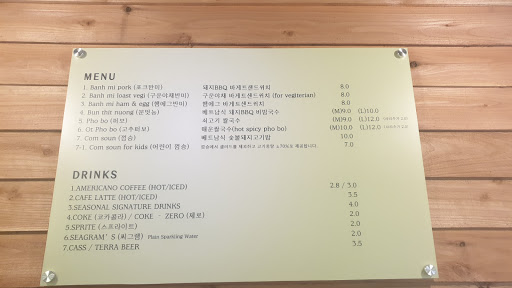 MENU
1. Banh mi pork (포크반미) 돼지BBQ 바게트샌드위치 8.0
2. Banh mi loast vegi (구운야채반미) 구운야채 바게트샌드위치 (for vegiterian) 8.0
3. Banh mi ham & egg (햄에그반미) 햄에그 바게트샌드위치 8.0
4. Bun thit nuong (분팃능) 베트남식 돼지BBQ 비빔국수 (M)9.0 (L)10.0
5. Pho bo (퍼보) 쇠고기 쌀국수 (M)9.0 (L)12.0
6. Ot Pho bo (고추퍼보) 매운쌀국수(hot spicy pho bo) (M)10.0 (L)12.0
7. Com soun (껌승) 베트남식 숯불돼지고기밥 10.0
7-1. Com soun for kids (어린이 껌승) 7.0
DRINKS
1.AMERICANO COFFEE (HOT/ICED) 2.8 / 3.0
2.CAFE LATTE (HOT/ICED) 3.5
3.SEASONAL SIGNATURE DRINKS 4.0
4.COKE (코카콜라) / CORE - ZERO (제로) 2.0
5.SPRITE (스프라이트) 2.0
6.SEAGRAM'S (씨그램) Plain Sparkling Water 2.0
7.CASS / TERRA BEER 3.5